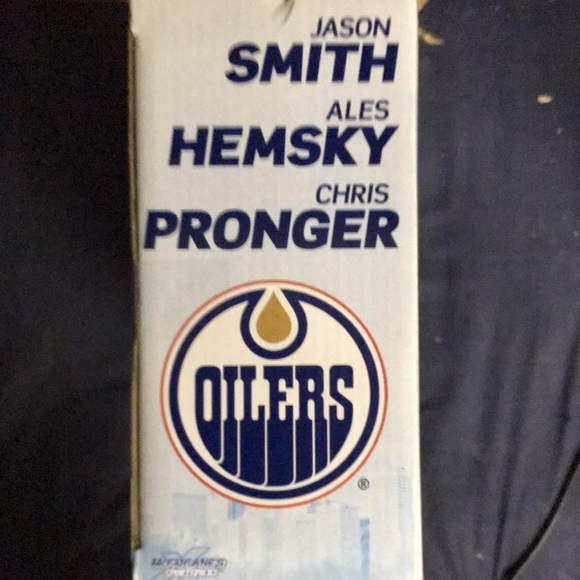 JASON
SMITH
ALES
HEMSKY
CHRIS
PRONGER
OILERS
®